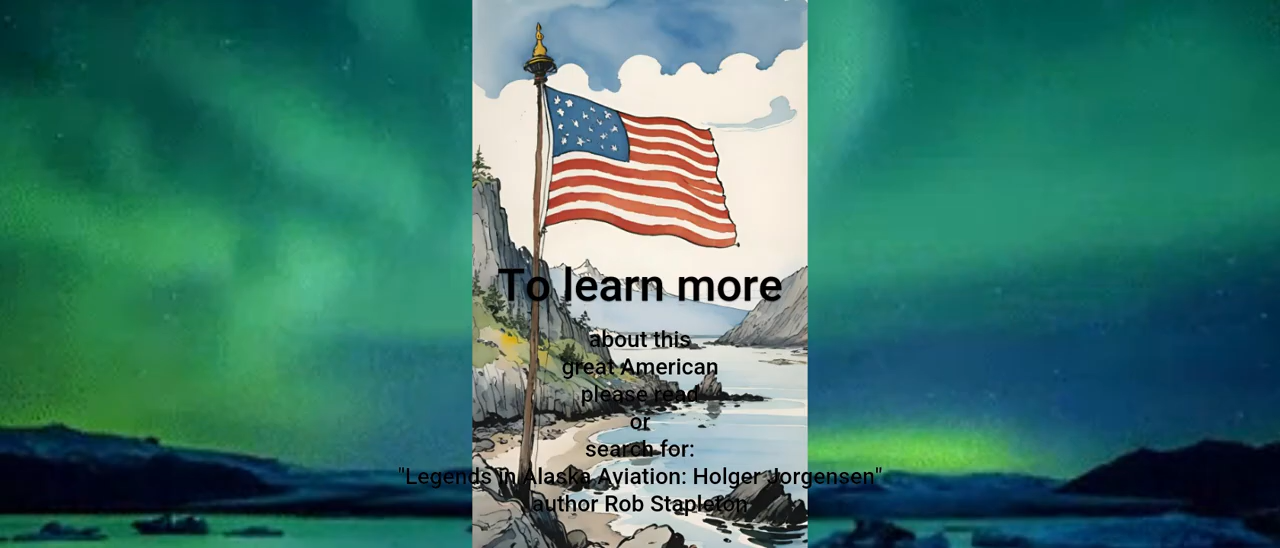 To learn more
about this
great American
please read
or
search for:
"Legends in Alaska Aviation: Holger Jorgensen"
author Rob Stapleton